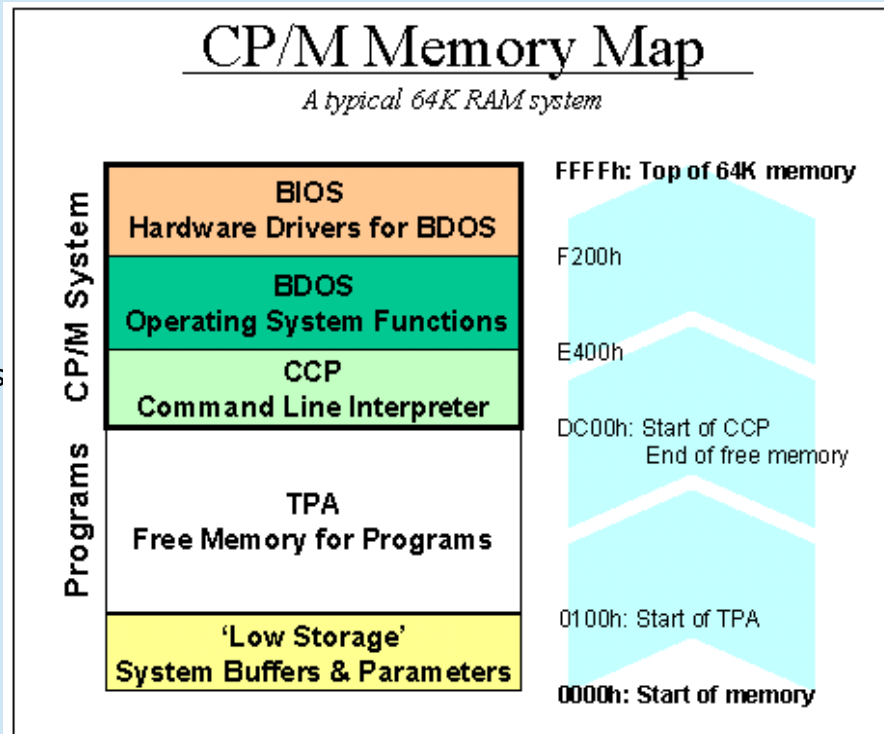 CP/M Memory Map
A typical 64K RAM system
CP/M System
Programs
BIOS
Hardware Drivers for BDOS
BDOS
Operating System Functions
CCP
Command Line Interpreter
TPA
Free Memory for Programs
‘Low Storage’
System Buffers & Parameters
FFFFh: Top of 64K memory
F200h
E400h
DC00h: Start of CCP
End of free memory
0100h: Start of TPA
0000h: Start of memory